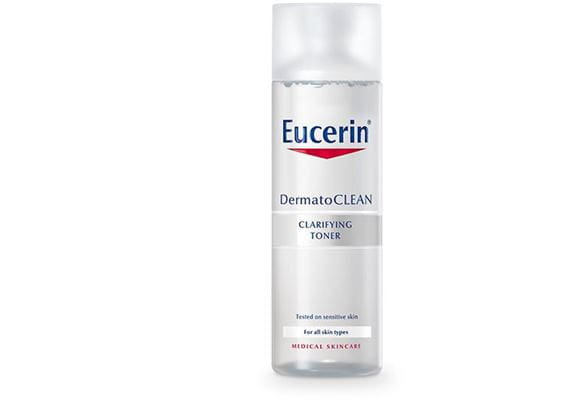 Eucerin®
DermatoCLEAN
CLARIFYING
TONER
Tested on sensitive skin
For all skin types
MEDICAL SKINCARE